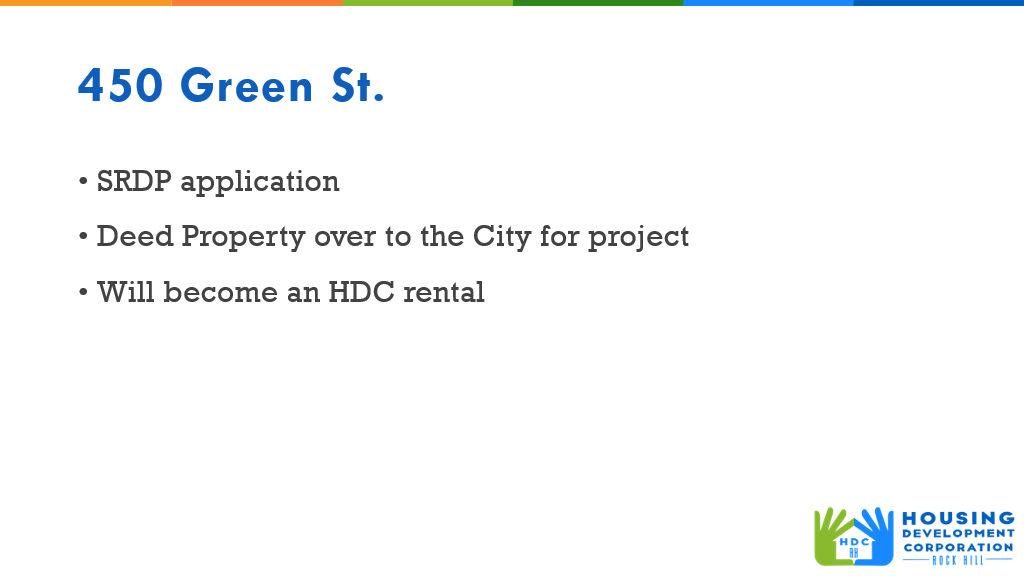 450 Green St.
• SRDP application
• Deed Property over to the City for project
• Will become an HDC rental
HDC
RH
HOUSING
DEVELOPMENT
CORPORATION
ROCK HILL